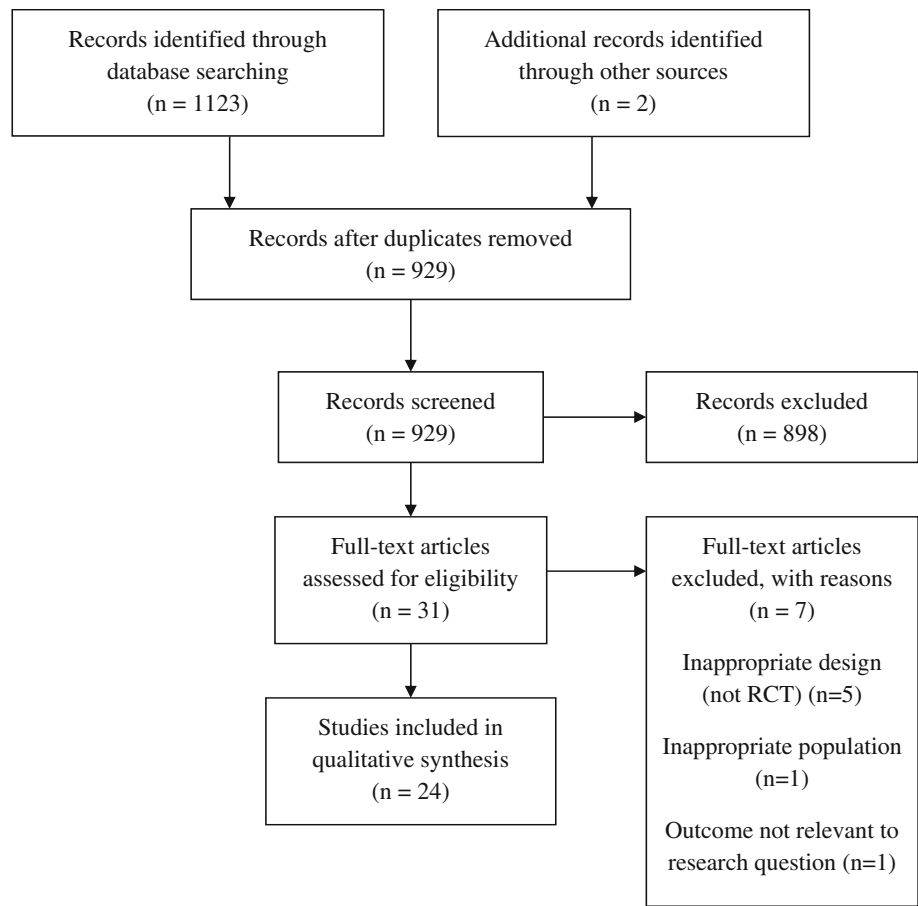 Records identified through
database searching
(n = 1123)
Additional records identified
through other sources
(n = 2)
Records after duplicates removed
(n = 929)
Records screened
(n = 929)
Records excluded
(n = 898)
Full-text articles
assessed for eligibility
(n = 31)
Full-text articles
excluded, with reasons
(n = 7)
Inappropriate design
(not RCT) (n=5)
Inappropriate population
(n=1)
Outcome not relevant to
research question (n=1)
Studies included in
qualitative synthesis
(n = 24)